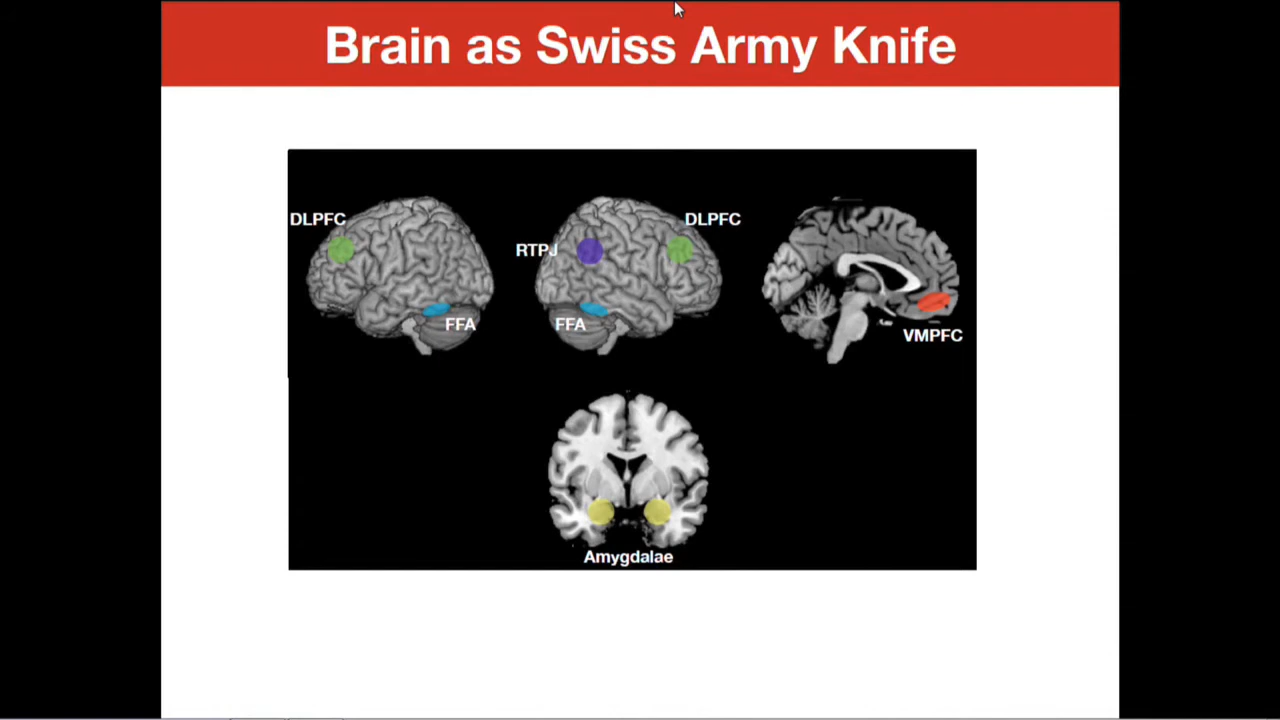 Brain as Swiss Army Knife
DLPFC
DLPFC
RTPJ
FFA
FFA
VMPFC
Amygdalae